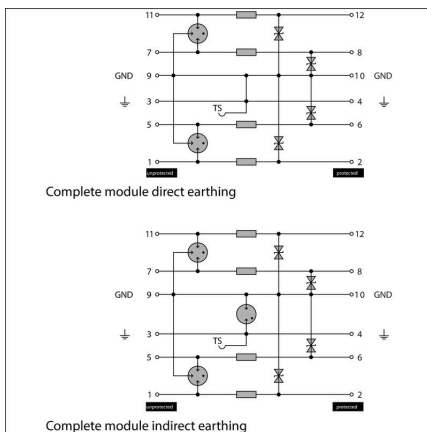 11 12
7 8
GND 9 10 GND
3 4
TS
5 6
1 2
unprotected protected
Complete module direct earthing
11 12
7 8
GND 9 10 GND
3 4
TS
5 6
1 2
unprotected protected
Complete module indirect earthing